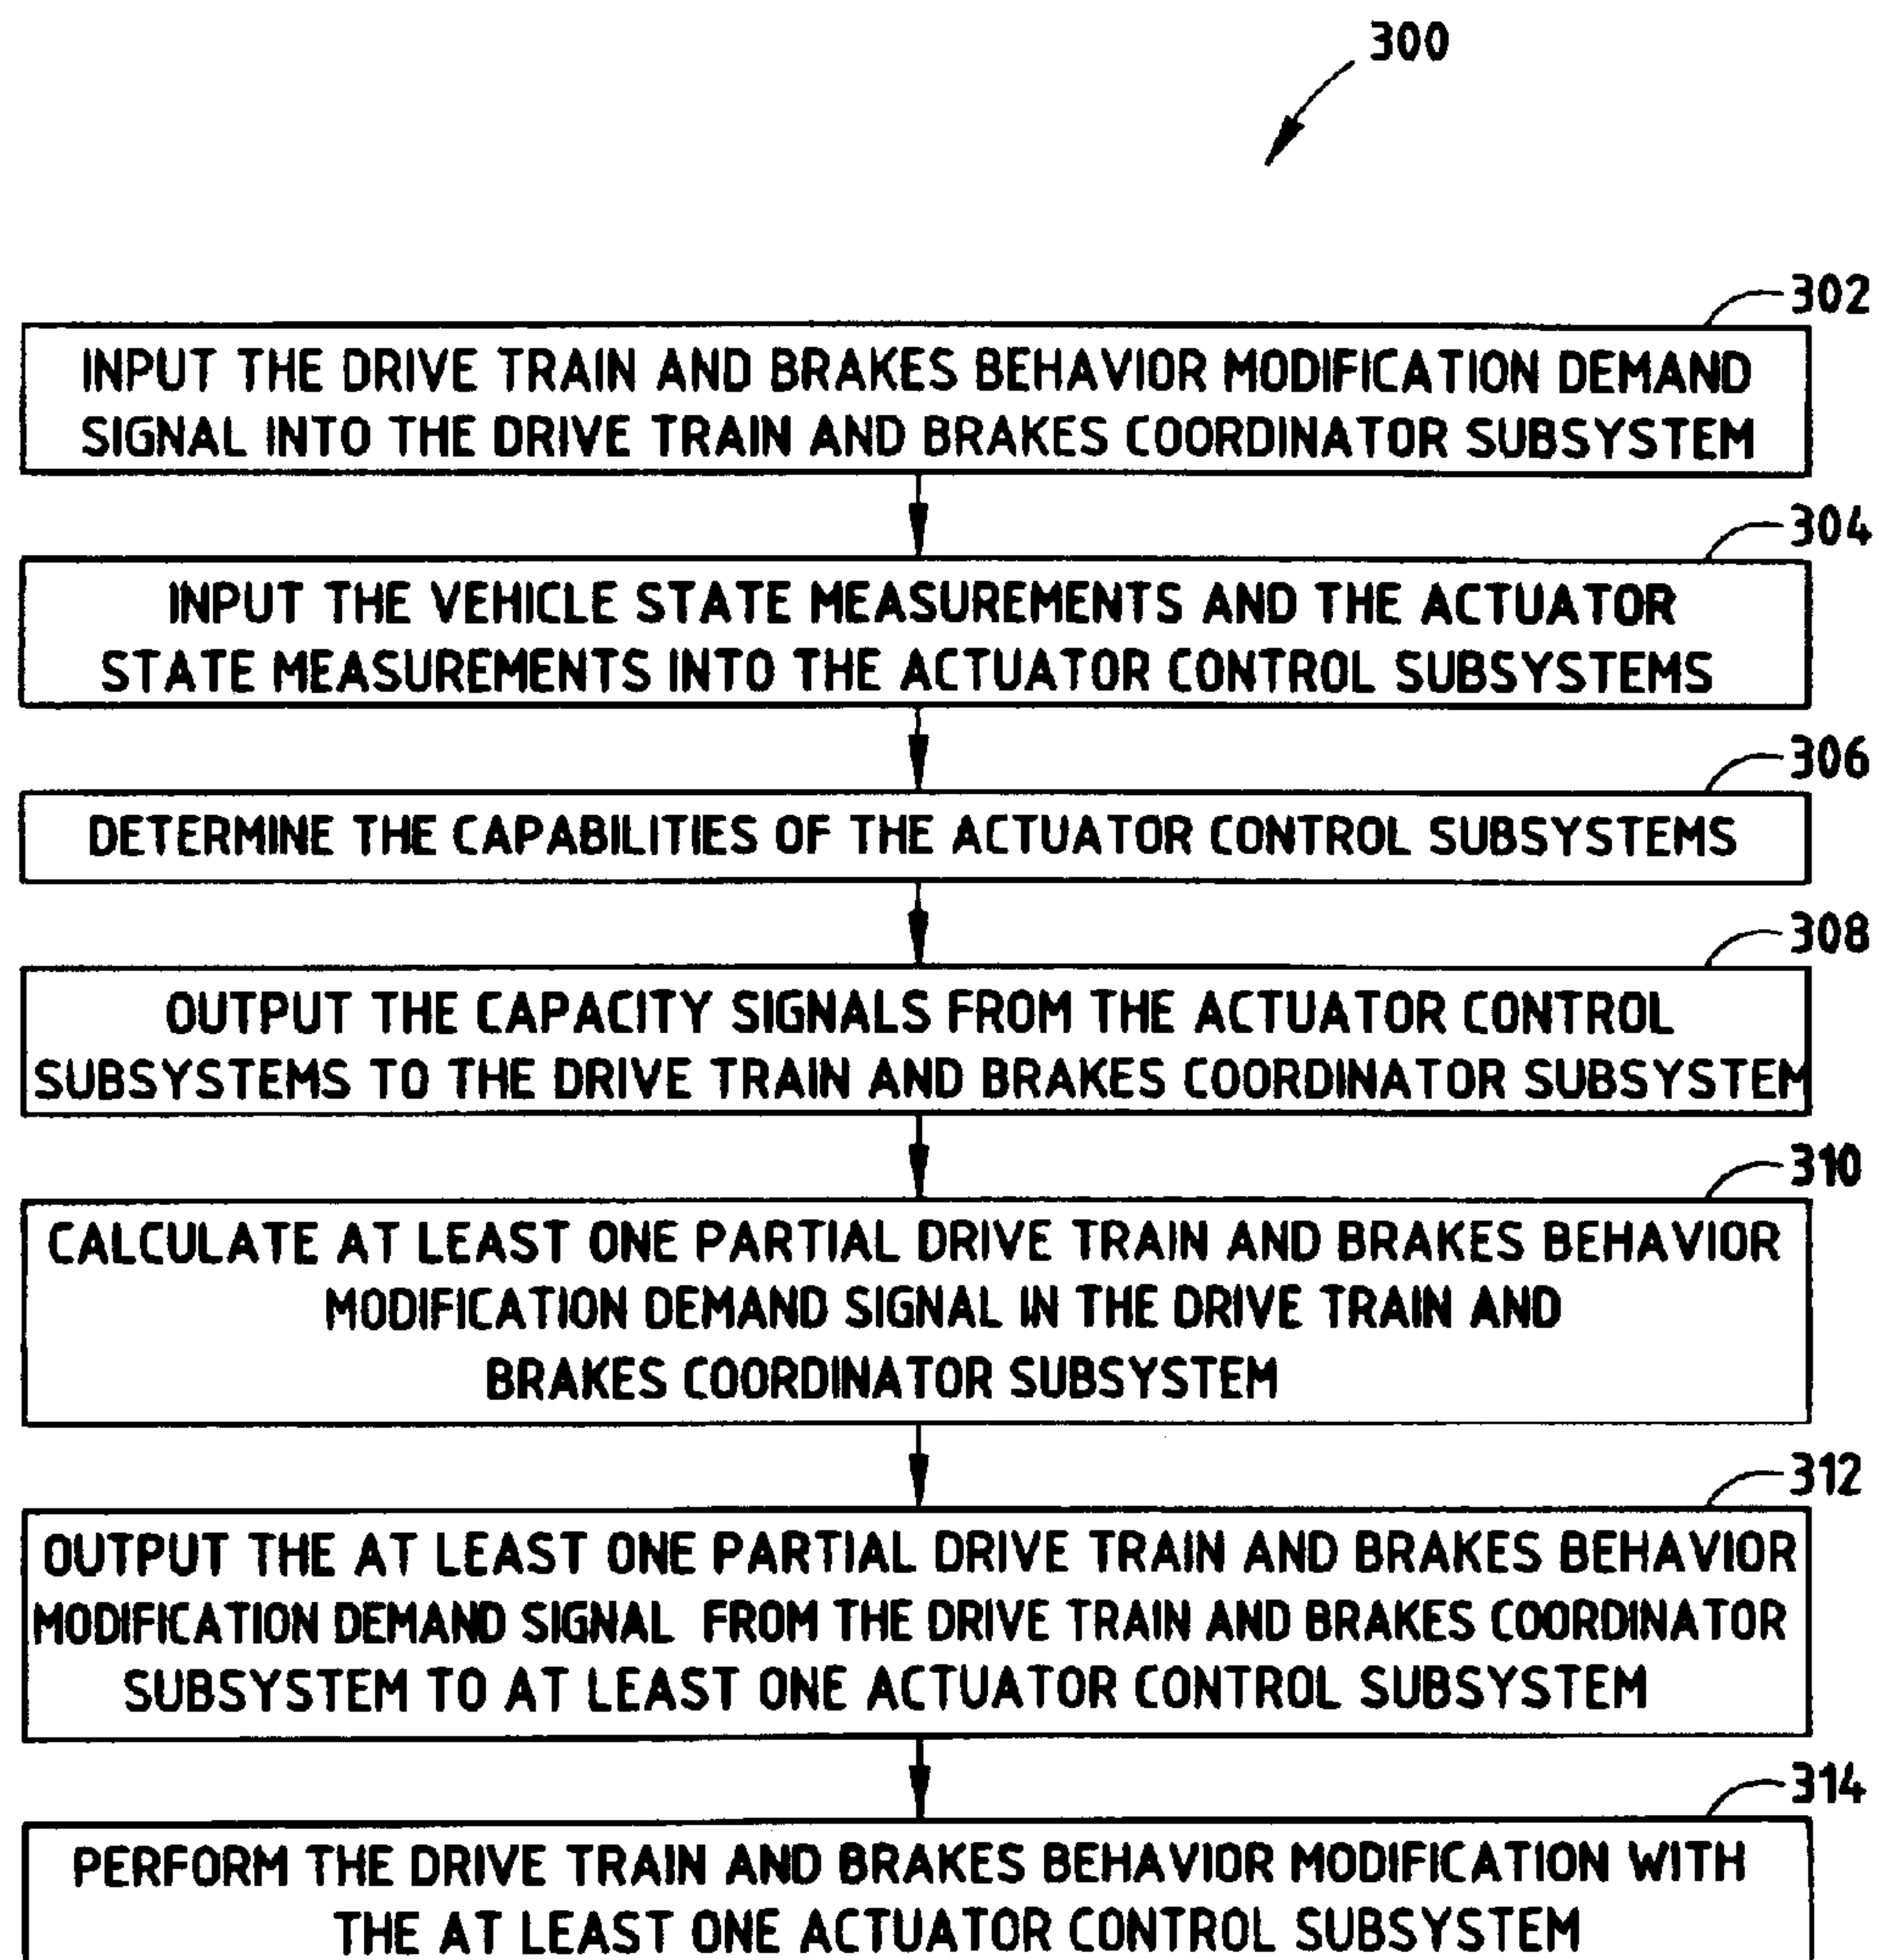 300
302
INPUT THE DRIVE TRAIN AND BRAKES BEHAVIOR MODIFICATION DEMAND
SIGNAL INTO THE DRIVE TRAIN AND BRAKES COORDINATOR SUBSYSTEM
304
INPUT THE VEHICLE STATE MEASUREMENTS AND THE ACTUATOR
STATE MEASUREMENTS INTO THE ACTUATOR CONTROL SUBSYSTEMS
306
DETERMINE THE CAPABILITIES OF THE ACTUATOR CONTROL SUBSYSTEMS
308
OUTPUT THE CAPACITY SIGNALS FROM THE ACTUATOR CONTROL
SUBSYSTEMS TO THE DRIVE TRAIN AND BRAKES COORDINATOR SUBSYSTEM
310
CALCULATE AT LEAST ONE PARTIAL DRIVE TRAIN AND BRAKES BEHAVIOR
MODIFICATION DEMAND SIGNAL IN THE DRIVE TRAIN AND
BRAKES COORDINATOR SUBSYSTEM
312
OUTPUT THE AT LEAST ONE PARTIAL DRIVE TRAIN AND BRAKES BEHAVIOR
MODIFICATION DEMAND SIGNAL FROM THE DRIVE TRAIN AND BRAKES COORDINATOR
SUBSYSTEM TO AT LEAST ONE ACTUATOR CONTROL SUBSYSTEM
314
PERFORM THE DRIVE TRAIN AND BRAKES BEHAVIOR MODIFICATION WITH
THE AT LEAST ONE ACTUATOR CONTROL SUBSYSTEM